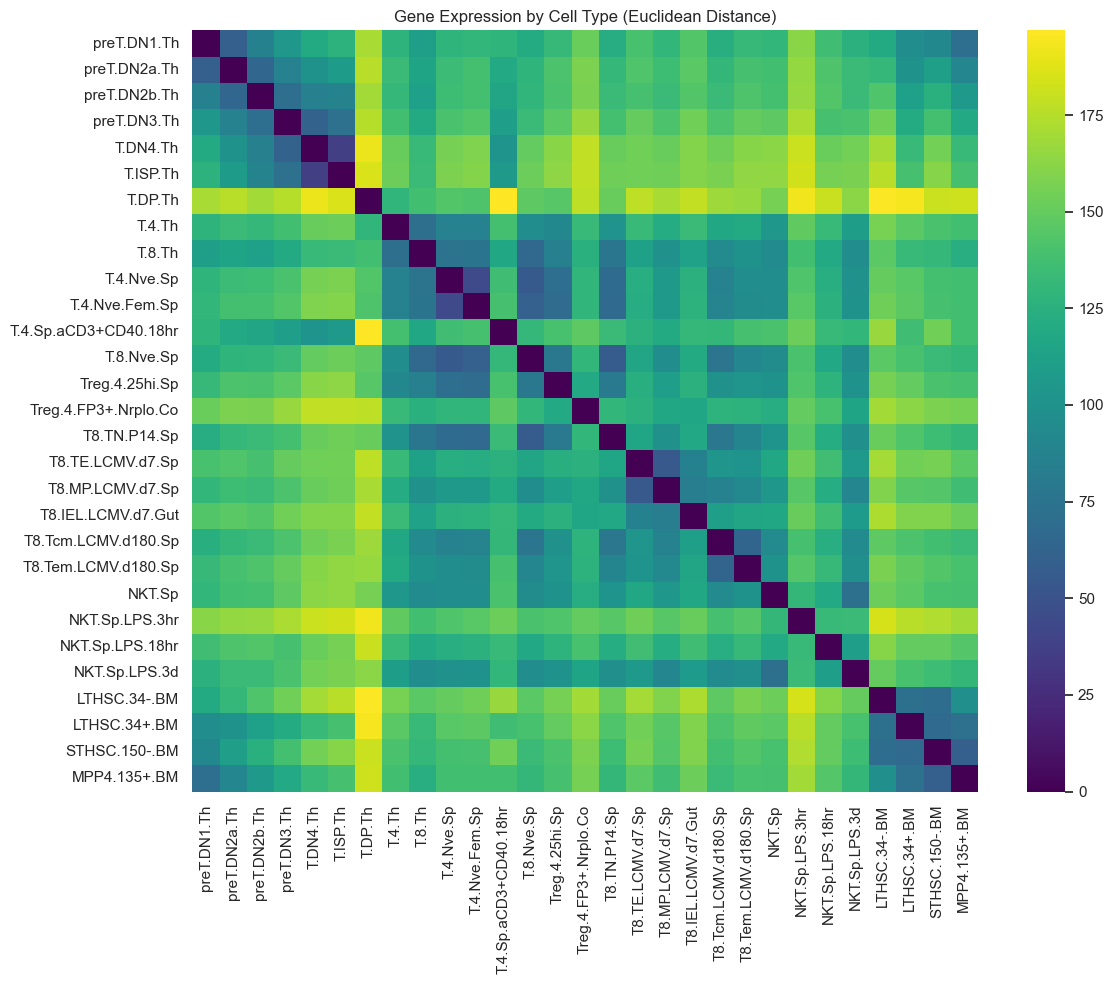 Gene Expression by Cell Type (Euclidean Distance)
preT.DN1.Th
preT.DN2a.Th
preT.DN2b.Th
preT.DN3.Th
T.DN4.Th
T.ISP.Th
T.DP.Th
T.4.Th
T.8.Th
T.4.Nve.Sp
T.4.Nve.Fem.Sp
T.4.Sp.aCD3+CD40.18hr
T.8.Nve.Sp
Treg.4.25hi.Sp
Treg.4.FP3+.Nrplo.Co
T8.TN.P14.Sp
T8.TE.LCMV.d7.Sp
T8.MP.LCMV.d7.Sp
T8.IEL.LCMV.d7.Gut
T8.Tcm.LCMV.d180.Sp
T8.Tem.LCMV.d180.Sp
NKT.Sp
NKT.Sp.LPS.3hr
NKT.Sp.LPS.18hr
NKT.Sp.LPS.3d
LTHSC.34-.BM
LTHSC.34+.BM
STHSC.150-.BM
MPP4.135+.BM
preT.DN1.Th
preT.DN2a.Th
preT.DN2b.Th
preT.DN3.Th
T.DN4.Th
T.ISP.Th
T.DP.Th
T.4.Th
T.8.Th
T.4.Nve.Sp
T.4.Nve.Fem.Sp
T.4.Sp.aCD3+CD40.18hr
T.8.Nve.Sp
Treg.4.25hi.Sp
Treg.4.FP3+.Nrplo.Co
T8.TN.P14.Sp
T8.TE.LCMV.d7.Sp
T8.MP.LCMV.d7.Sp
T8.IEL.LCMV.d7.Gut
T8.Tcm.LCMV.d180.Sp
T8.Tem.LCMV.d180.Sp
NKT.Sp
NKT.Sp.LPS.3hr
NKT.Sp.LPS.18hr
NKT.Sp.LPS.3d
LTHSC.34-.BM
LTHSC.34+.BM
STHSC.150-.BM
MPP4.135+.BM
175
150
125
100
75
50
25
0